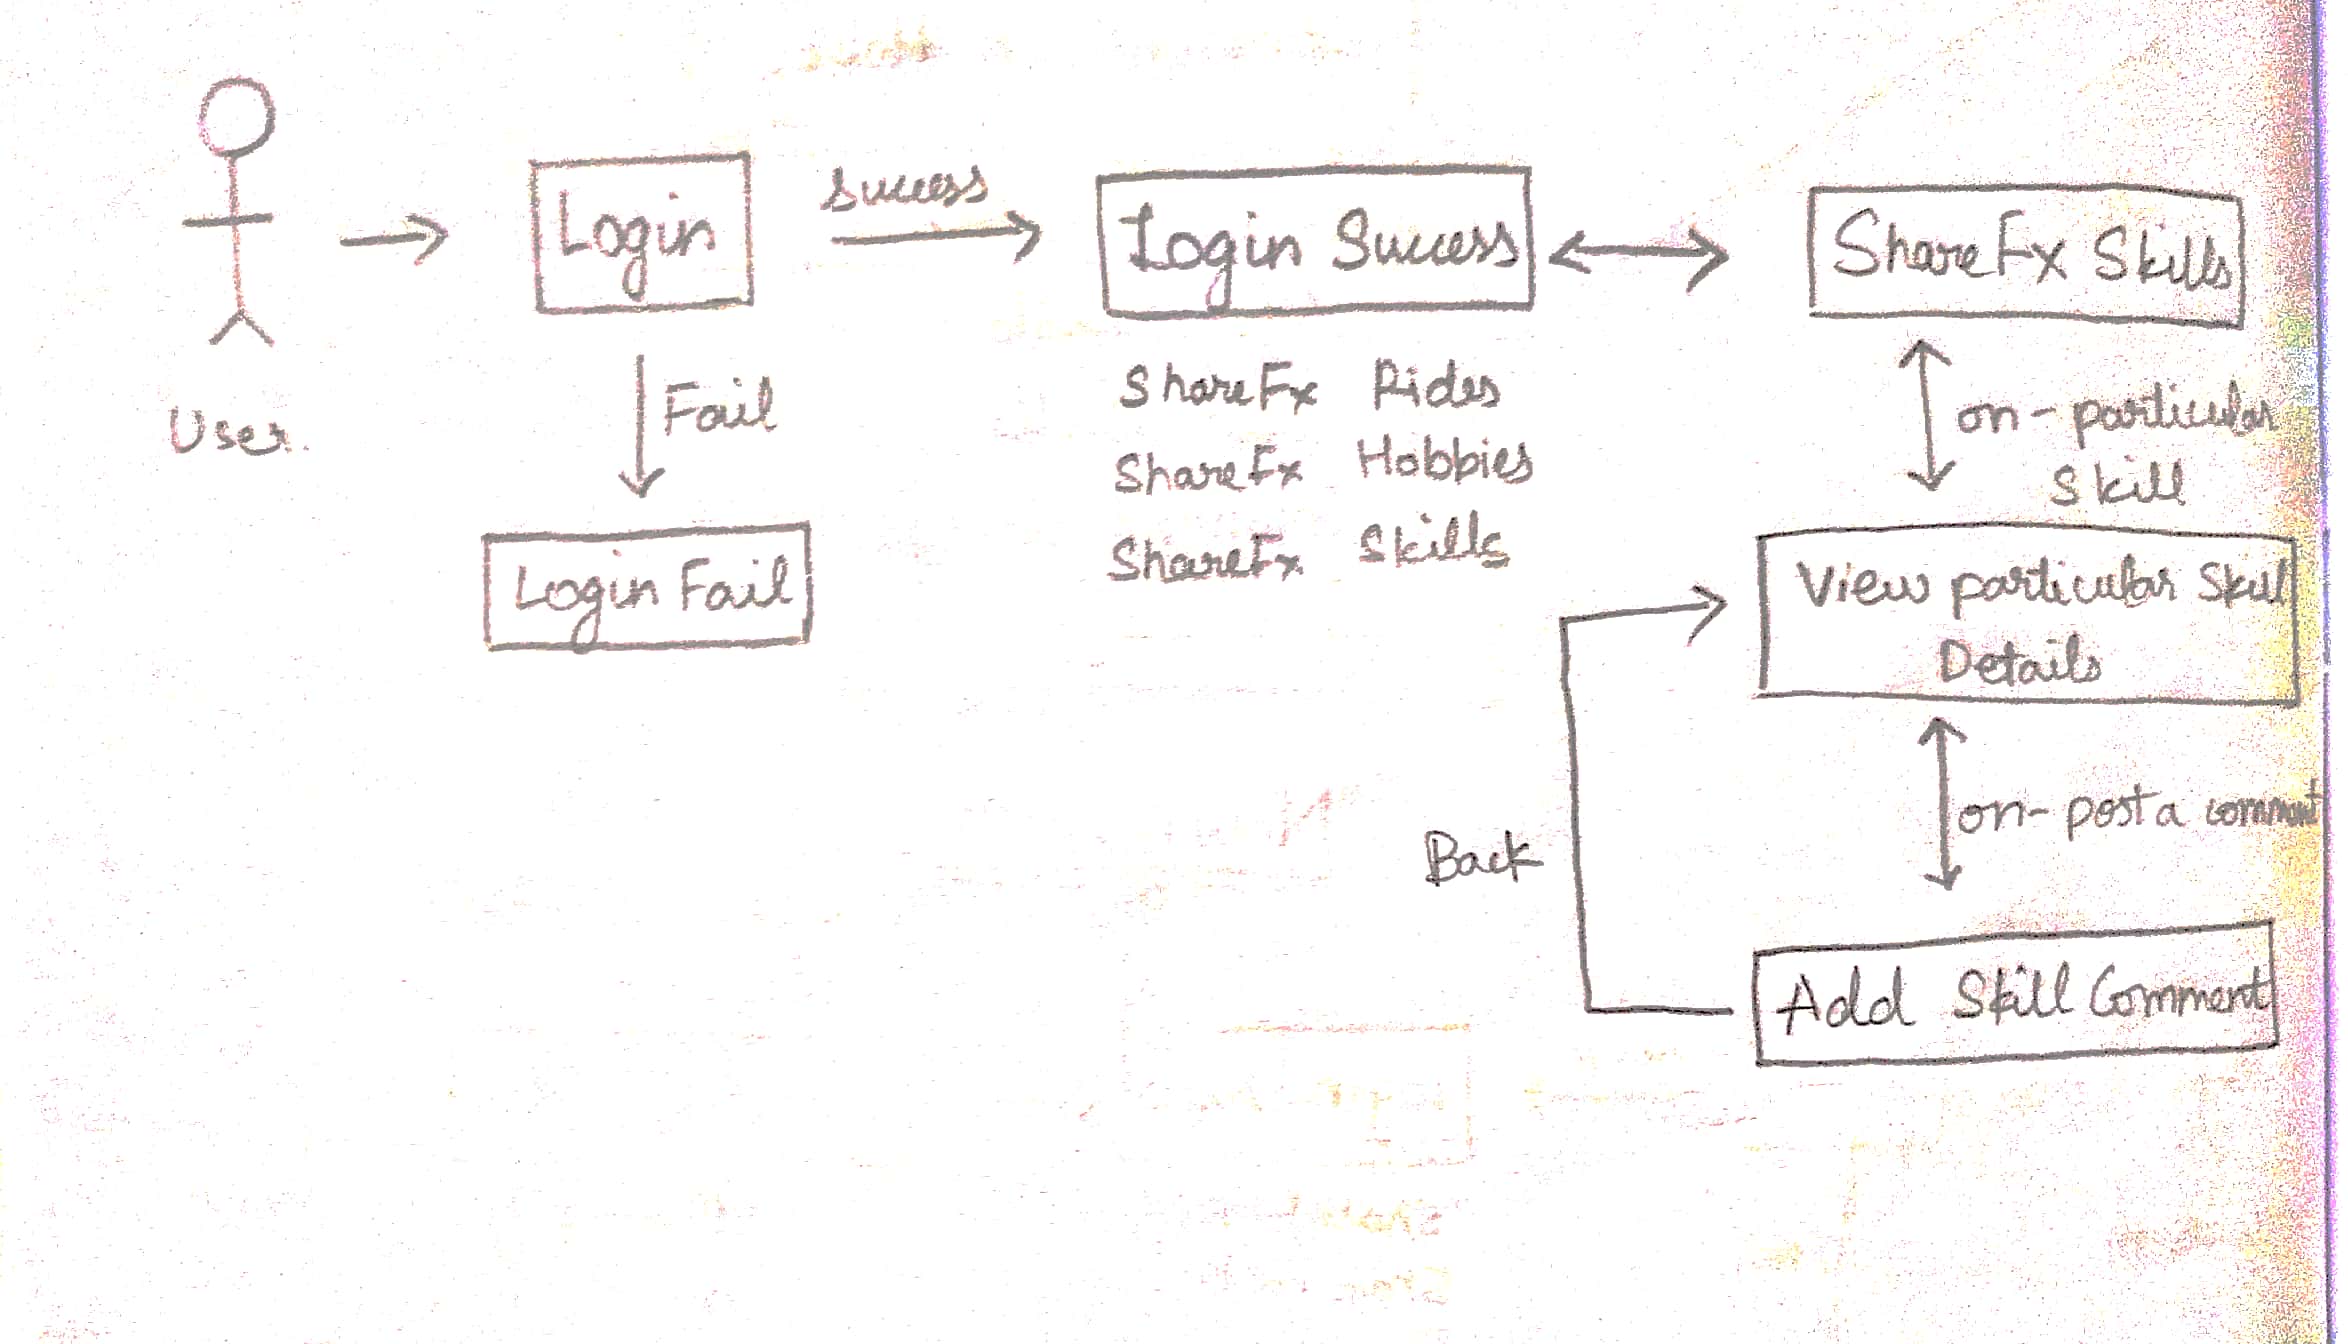 Success
Login
Login Success
ShareFx Skills
User.
Fail
ShareFx Rides
ShareFx Hobbies
ShareFx Skills
on-particular
Skill
Login Fail
View particular Skill
Details
on-post a comment
Back
Add Skill Comment